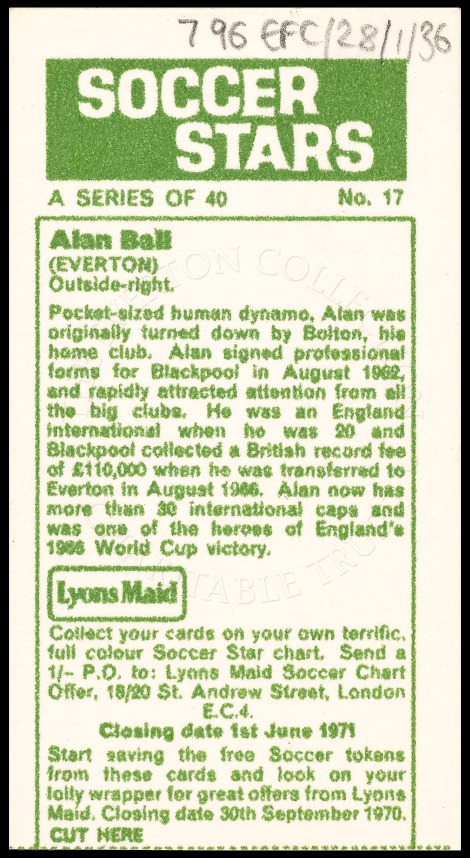 796 EFC/28/1/36
SOCCER
STARS
A SERIES OF 40 No. 17
Alan Ball
(EVERTON)
Outside-right.
Pocket-sized human dynamo, Alan was
originally turned down by Bolton, his
home club. Alan signed professional
forms for Blackpool in August 1962,
and rapidly attracted attention from all
the big clubs. He was an England
international when he was 20 and
Blackpool collected a British record fee
of £110,000 when he was transferred to
Everton in August 1966. Alan now has
more than 30 international caps and
was one of the heroes of England's
1966 World Cup victory.
Lyons Maid
Collect your cards on your own terrific,
full colour Soccer Star chart. Send a
1/- P.O. to: Lyons Maid Soccer Chart
Offer, 18/20 St. Andrew Street, London
E.C.4.
Closing date 1st June 1971
Start saving the free Soccer tokens
from these cards and look on your
lolly wrapper for great offers from Lyons
Maid. Closing date 30th September 1970.
CUT HERE
EVERTON COLLECTION
CHARITABLE TRUST